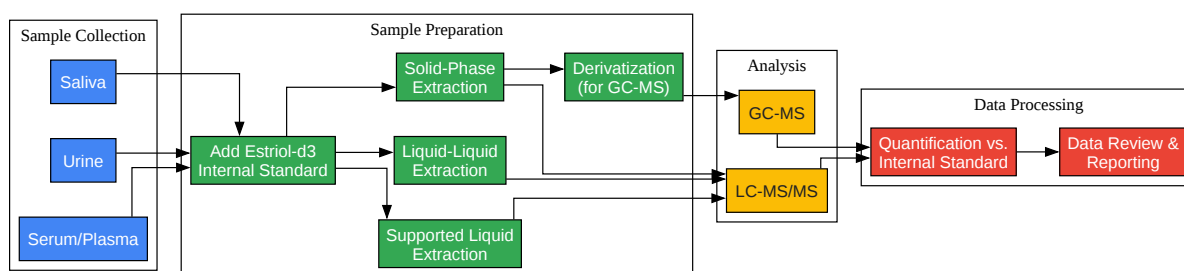 Sample Collection
Saliva
Urine
Serum/Plasma
Sample Preparation
Add Estriol-d3
Internal Standard
Solid-Phase
Extraction
Liquid-Liquid
Extraction
Supported Liquid
Extraction
Derivatization
(for GC-MS)
Analysis
GC-MS
LC-MS/MS
Data Processing
Quantification vs.
Internal Standard
Data Review &
Reporting